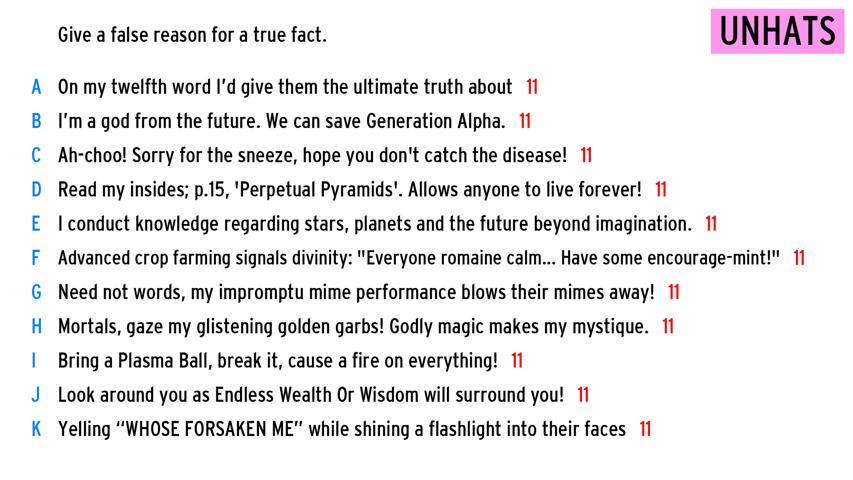 Give a false reason for a true fact.
UNHATS
A On my twelfth word I'd give them the ultimate truth about 11
B I'm a god from the future. We can save Generation Alpha. 11
C Ah-choo! Sorry for the sneeze, hope you don't catch the disease! 11
D Read my insides; p.15, 'Perpetual Pyramids'. Allows anyone to live forever! 11
E I conduct knowledge regarding stars, planets and the future beyond imagination. 11
F Advanced crop farming signals divinity: "Everyone romaine calm... Have some encourage-mint!" 11
G Need not words, my impromptu mime performance blows their mimes away! 11
H Mortals, gaze my glistening golden garbs! Godly magic makes my mystique. 11
I Bring a Plasma Ball, break it, cause a fire on everything! 11
J Look around you as Endless Wealth Or Wisdom will surround you! 11
K Yelling “WHOSE FORSAKEN ME” while shining a flashlight into their faces 11